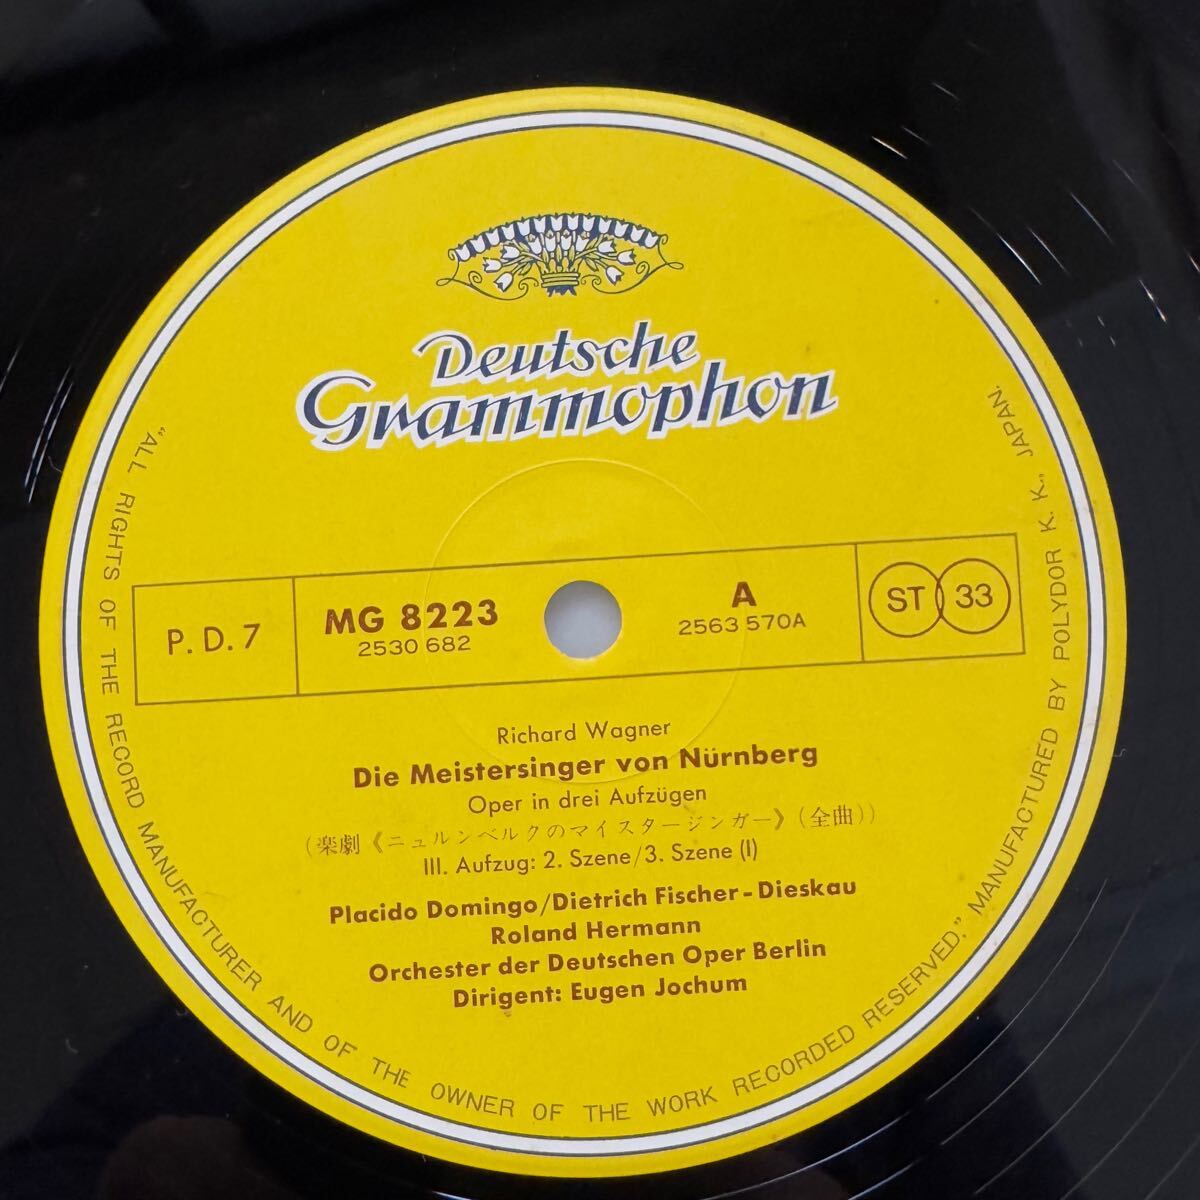 Deutsche
Grammophon
P. D. 7
MG 8223
2530 682
A
2563 570A
ST 33
Richard Wagner
Die Meistersinger von Nürnberg
Oper in drei Aufzügen
(楽劇《ニュルンベルクのマイスタージンガー》(全曲))
III. Aufzug: 2. Szene/3. Szene (I)
Placido Domingo/Dietrich Fischer-Dieskau
Roland Hermann
Orchester der Deutschen Oper Berlin
Dirigent: Eugen Jochum
"ALL RIGHTS OF THE RECORD MANUFACTURER AND OF THE OWNER OF THE WORK RECORDED RESERVED." MANUFACTURED BY POLYDOR K. K., JAPAN.